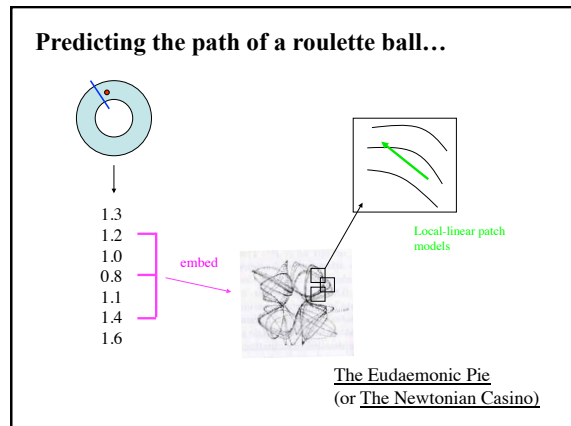 Predicting the path of a roulette ball…
1.3
1.2
1.0
0.8
1.1
1.4
1.6
embed
Local-linear patch
models
The Eudaemonic Pie
(or The Newtonian Casino)